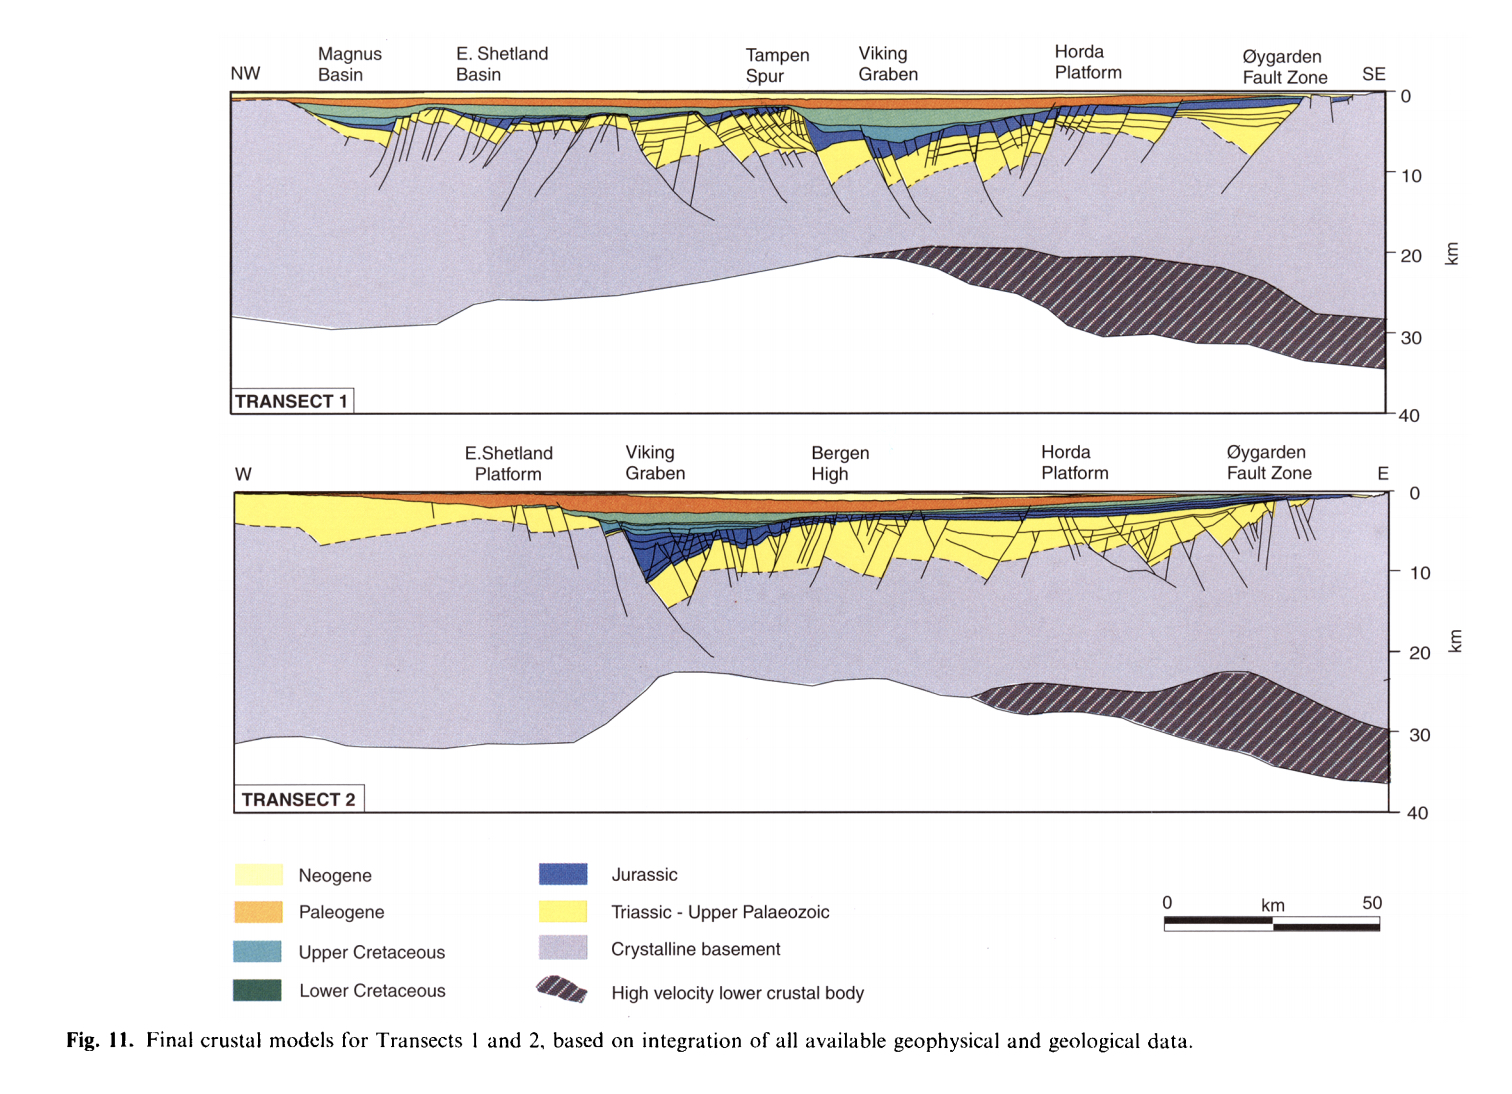 Magnus E. Shetland Tampen Viking Horda Øygarden
NW Basin Basin Spur Graben Platform Fault Zone SE
0
10
20
km
30
TRANSECT 1
40
E.Shetland Viking Bergen Horda Øygarden
W Platform Graben High Platform Fault Zone E
0
10
20
km
30
TRANSECT 2
40
Neogene Jurassic
Paleogene Triassic - Upper Palaeozoic
0 km 50
Upper Cretaceous Crystalline basement
Lower Cretaceous High velocity lower crustal body
Fig. 11. Final crustal models for Transects 1 and 2, based on integration of all available geophysical and geological data.